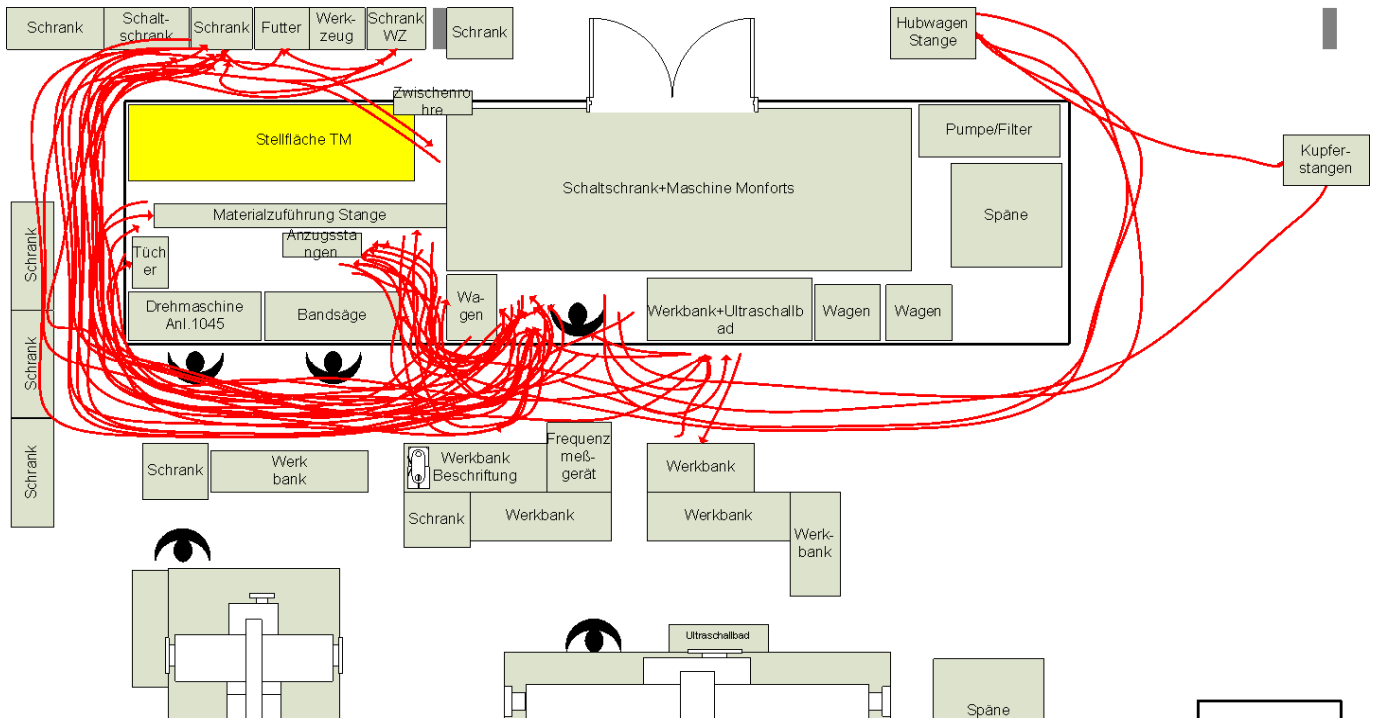 Schrank
Schalt-
schrank
Schrank
Futter
Werk-
zeug
Schrank
WZ
Schrank
Hubwagen
Stange
Zwischenro
hre
Stellfläche TM
Pumpe/Filter
Kupfer-
stangen
Schaltschrank+Maschine Monforts
Späne
Materialzuführung Stange
Anzugssta
ngen
Tüch
er
Schrank
Drehmaschine
Anl.1045
Bandsäge
Wa-
gen
Werkbank+Ultraschallb
ad
Wagen
Wagen
Schrank
Schrank
Schrank
Werk
bank
Werkbank
Beschriftung
Frequenz
meß-
gerät
Werkbank
Schrank
Werkbank
Werkbank
Werk-
bank
Ultraschallbad
Späne